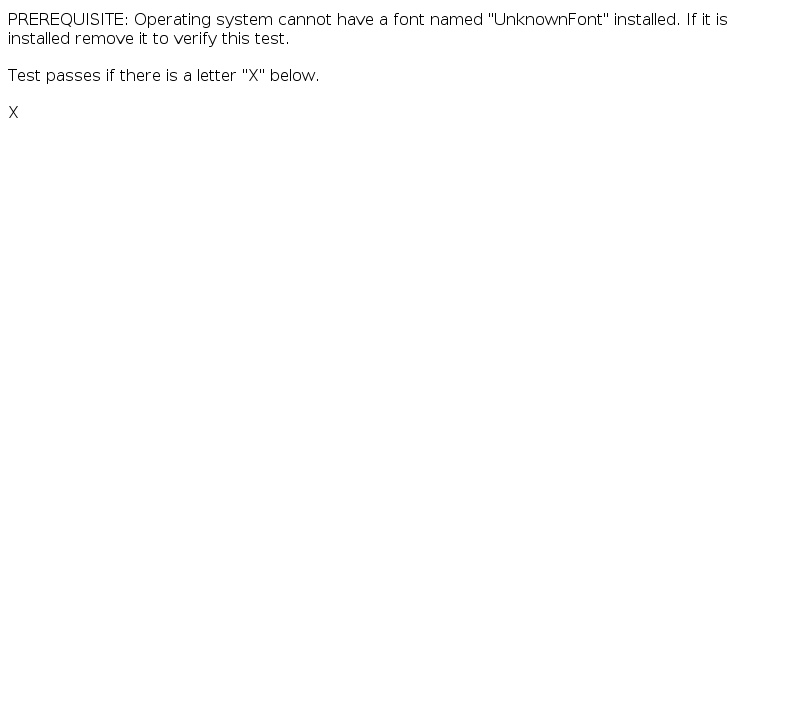 PREREQUISITE: Operating system cannot have a font named "UnknownFont" installed. If it is
installed remove it to verify this test.
Test passes if there is a letter "X" below.
X